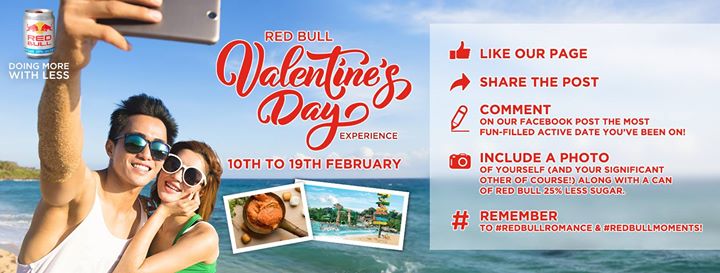 RED BULL
DOING MORE
WITH LESS
RED BULL
Valentine's
Day
EXPERIENCE
10TH TO 19TH FEBRUARY
LIKE OUR PAGE
SHARE THE POST
COMMENT
ON OUR FACEBOOK POST THE MOST
FUN-FILLED ACTIVE DATE YOU'VE BEEN ON!
INCLUDE A PHOTO
OF YOURSELF (AND YOUR SIGNIFICANT
OTHER OF COURSE!) ALONG WITH A CAN
OF RED BULL 25% LESS SUGAR.
# REMEMBER
TO #REDBULLROMANCE & #REDBULLMOMENTS!